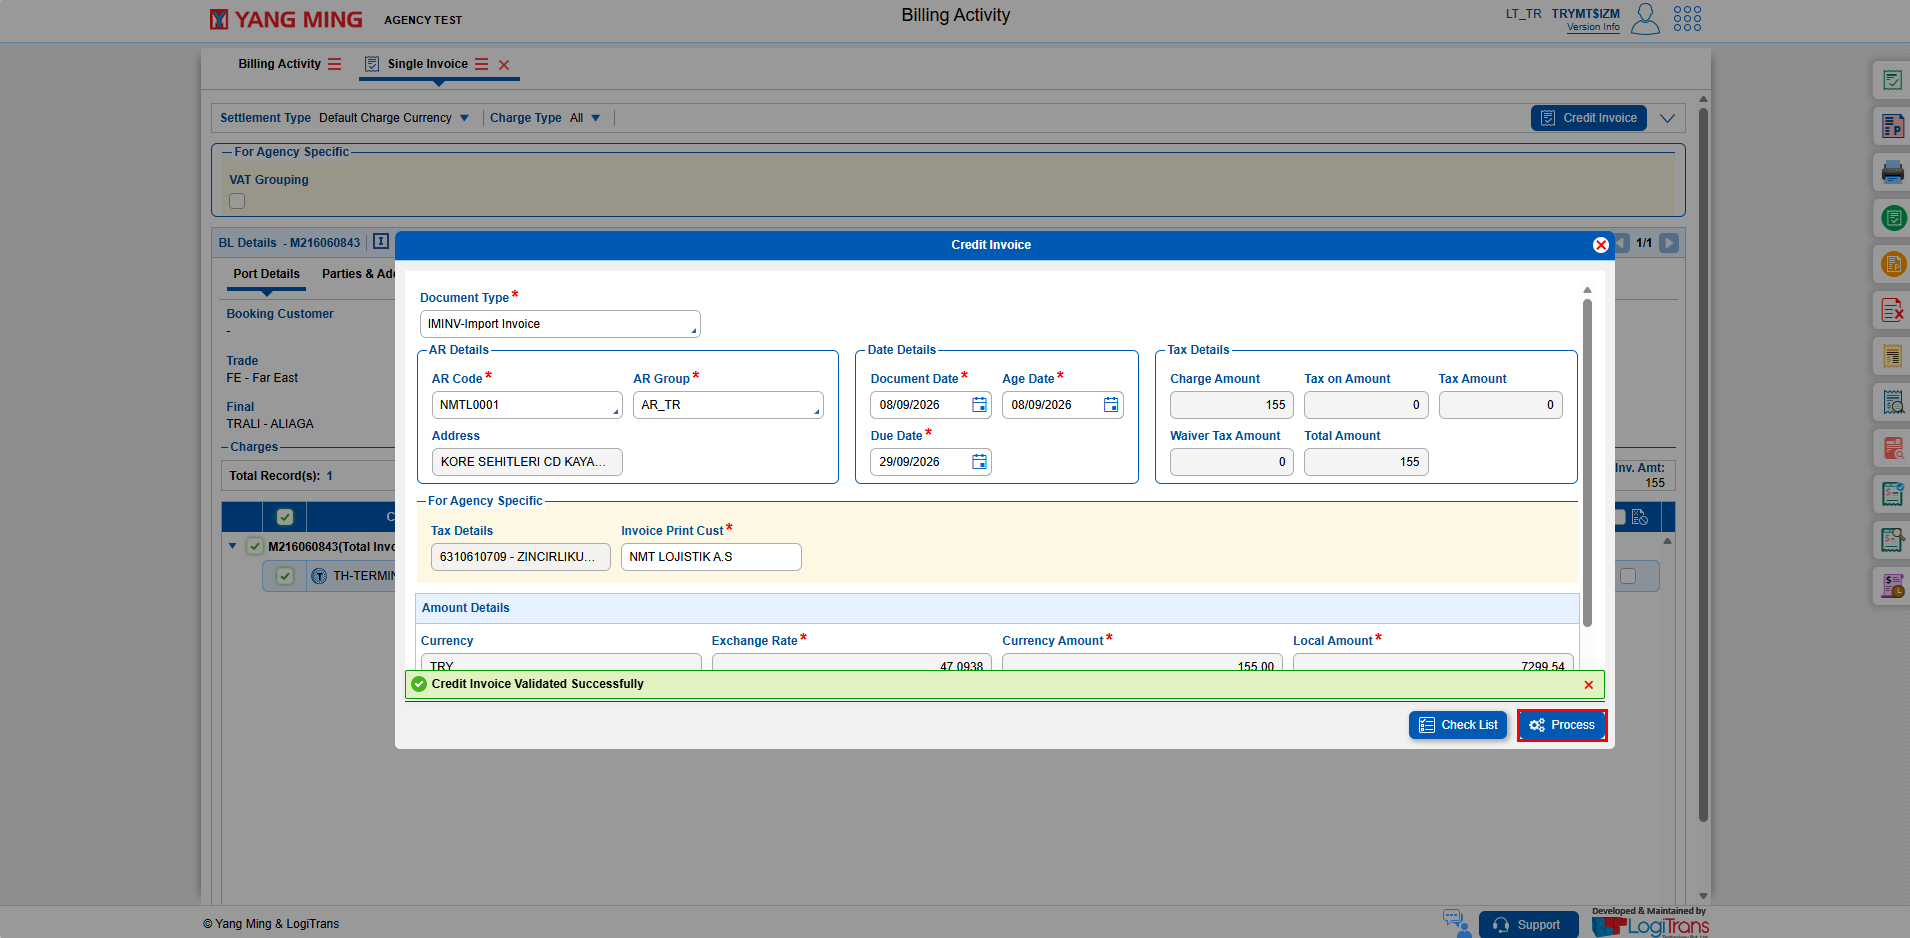 YANG MING AGENCY TEST
Billing Activity
LT_TR TRYMT$IZM
Version Info
Billing Activity
Single Invoice
Settlement Type Default Charge Currency
Charge Type All
Credit Invoice
For Agency Specific
VAT Grouping
BL Details - M216060843
1/1
Port Details
Parties & Ad
Booking Customer
-
Trade
FE - Far East
Final
TRALI - ALIAGA
Charges
Total Record(s): 1
Inv. Amt:
155
C
M216060843(Total Invo
TH-TERMIN
Credit Invoice
Document Type *
IMINV-Import Invoice
AR Details
AR Code * AR Group *
NMTL0001 AR_TR
Address
KORE SEHITLERI CD KAYA...
Date Details
Document Date * Age Date *
08/09/2026 08/09/2026
Due Date *
29/09/2026
Tax Details
Charge Amount Tax on Amount Tax Amount
155 0 0
Waiver Tax Amount Total Amount
0 155
For Agency Specific
Tax Details Invoice Print Cust *
6310610709 - ZINCIRLIKU... NMT LOJISTIK A.S
Amount Details
Currency Exchange Rate * Currency Amount * Local Amount *
TRY 47.0938 155.00 7299.54
Credit Invoice Validated Successfully
Check List Process
© Yang Ming & LogiTrans
Support
Developed & Maintained by
LogiTrans